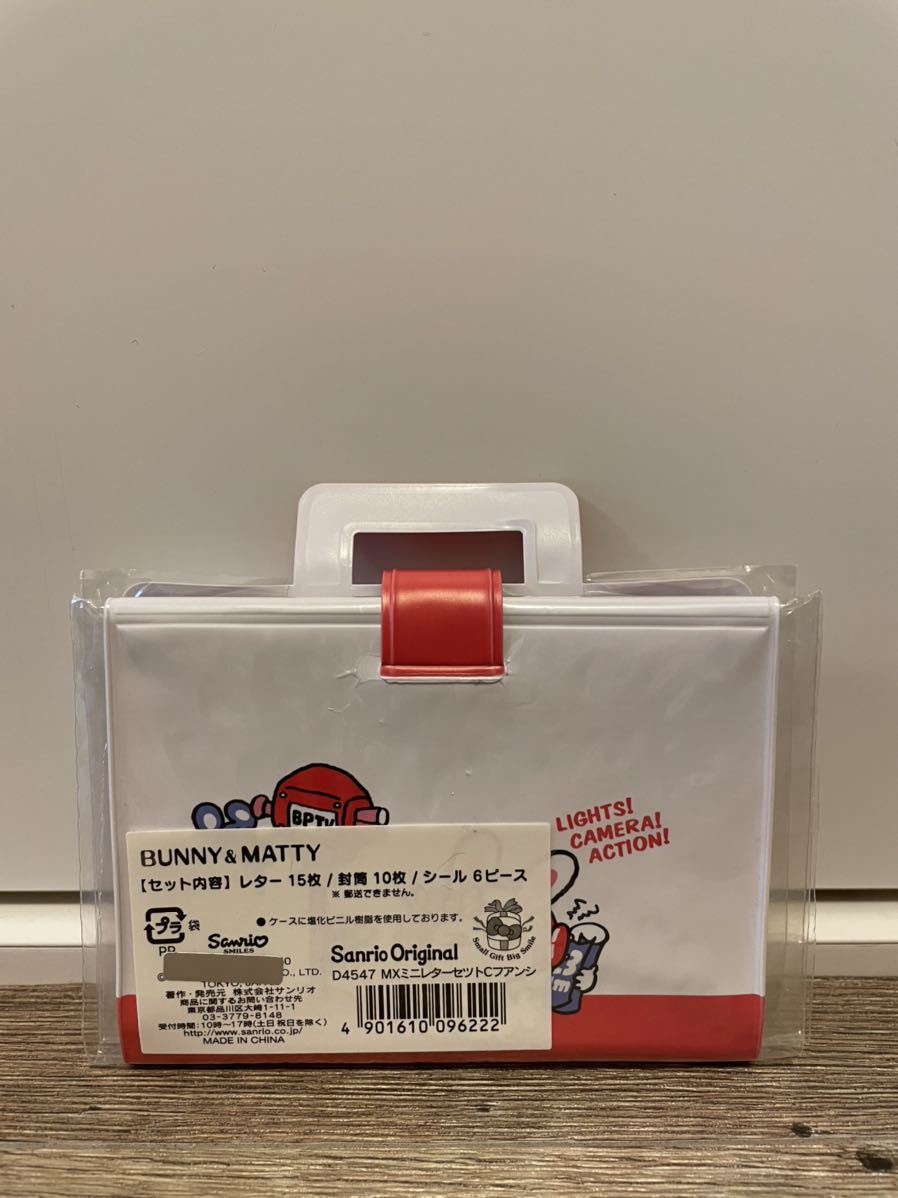 BPTV
LIGHTS!
CAMERA!
ACTION!
BUNNY & MATTY
【セット内容】レター 15枚 / 封筒 10枚 / シール 6ピース
※ 郵送できません。
プラ 袋
PP
● ケースに塩化ビニル樹脂を使用しております。
Sanrio
SMILES
Small Gift Big Smile
Sanrio Original
D4547 MXミニレターセットCフアンシ
©
CO., LTD.
著作・発売元 株式会社サンリオ
商品に関するお問い合わせ先
東京都品川区大崎1-11-1
03-3779-8148
受付時間：10時～17時(土日 祝日を除く)
http://www.sanrio.co.jp/
MADE IN CHINA
4 901610 096222